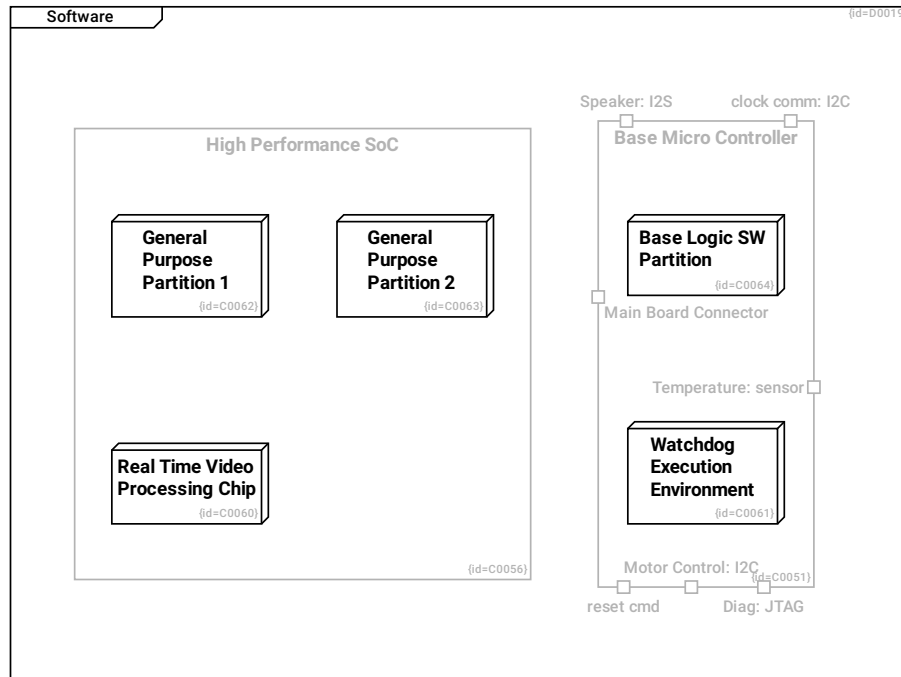 Software
{id=D0019
Speaker: I2S
clock comm: I2C
High Performance SoC
Base Micro Controller
General
Purpose
Partition 1
{id=C0062}
General
Purpose
Partition 2
{id=C0063}
Base Logic SW
Partition
{id=C0064}
Main Board Connector
Temperature: sensor
Real Time Video
Processing Chip
{id=C0060}
Watchdog
Execution
Environment
{id=C0061}
{id=C0056}
Motor Control: I2C
{id=C0051}
reset cmd
Diag: JTAG